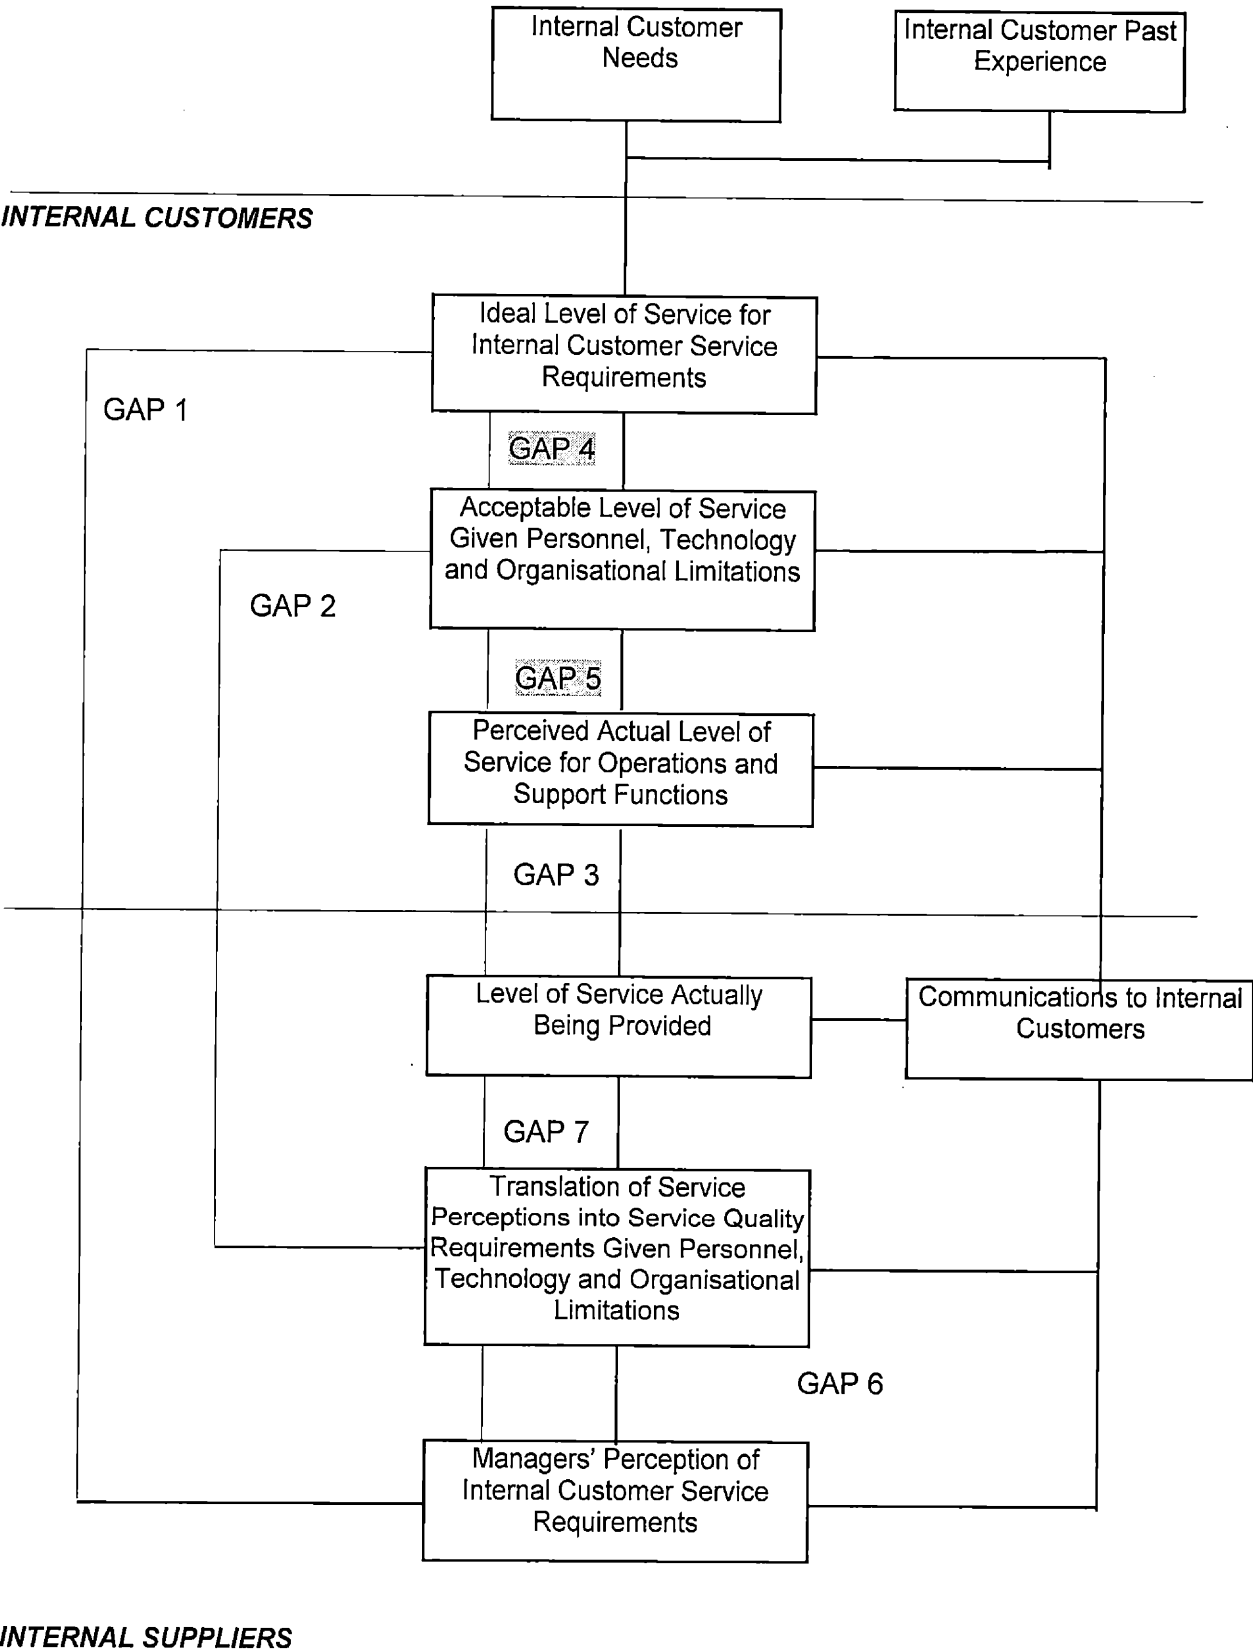 Internal Customer
Needs
Internal Customer Past
Experience
INTERNAL CUSTOMERS
Ideal Level of Service for
Internal Customer Service
Requirements
GAP 1
GAP 4
Acceptable Level of Service
Given Personnel, Technology
and Organisational Limitations
GAP 2
GAP 5
Perceived Actual Level of
Service for Operations and
Support Functions
GAP 3
Level of Service Actually
Being Provided
Communications to Internal
Customers
GAP 7
Translation of Service
Perceptions into Service Quality
Requirements Given Personnel,
Technology and Organisational
Limitations
GAP 6
Managers' Perception of
Internal Customer Service
Requirements
INTERNAL SUPPLIERS